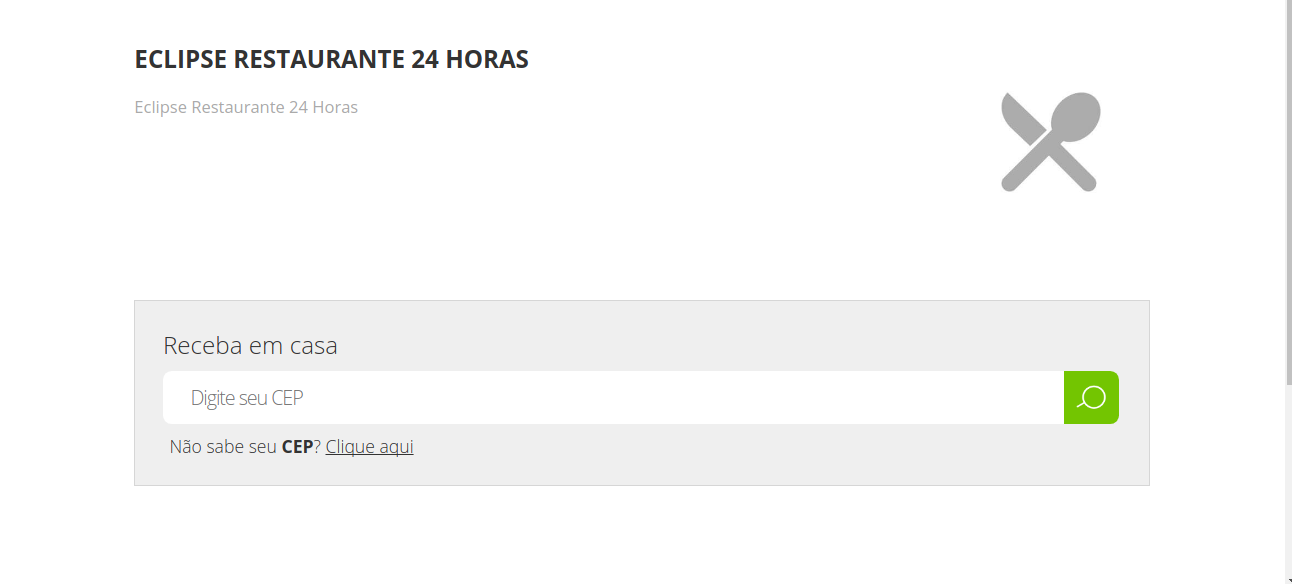 ECLIPSE RESTAURANTE 24 HORAS
Eclipse Restaurante 24 Horas
Receba em casa
Digite seu CEP
Não sabe seu CEP? Clique aqui